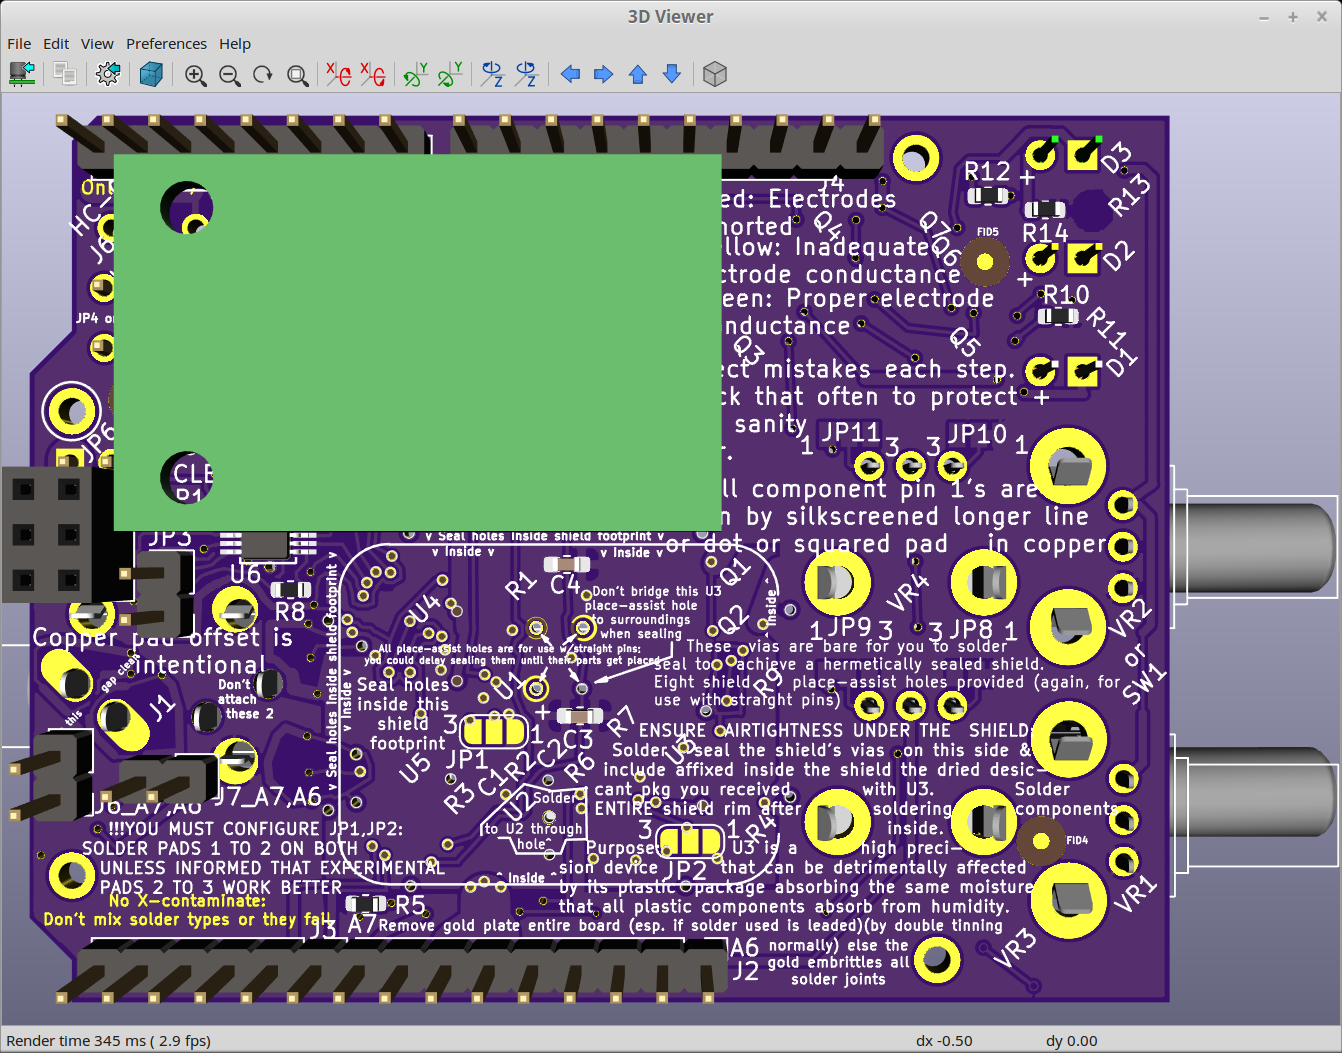 3D Viewer
File Edit View Preferences Help
J4
R12
D3
R13
HC-
ed: Electrodes
horted
Q4
Q7
Q6
FID5
R14
D2
llow: Inadequate
ctrode conductance
een: Proper electrode
R10
R11
JP4 or
nductance
Q3
Q5
D1
ect mistakes each step.
ck that often to protect
sanity
1 JP11 3 3 JP10 1
JP6
CLE
ll component pin 1's are
n by silkscreened longer line
or dot or squared pad in copper
JP3
v Seal holes Inside shield footprint v
v Inside v
v Inside v
U6
R8
R1
C4
Q1
Q2
U4
Inside ^
Don't bridge this U3
place-assist hole
to surroundings
when sealing
VR4
1 JP9 3 3 JP8 1
VR2
or
SW1
Copper pad offset is
intentional
gap clean
this
Don't
attach
these 2
J1
v Seal holes inside shield footprint v
v Inside v
All place-assist holes are for use w/straight pins;
you could delay sealing them until their parts get placed
These vias are bare for you to solder
seal to achieve a hermetically sealed shield.
Eight shield place-assist holes provided (again, for
use with straight pins)
Seal holes
inside this
shield
footprint
U1
R9
R7
+
C3
3 JP1 1
U5
R3
C1
R2
C2
R6
U2
ENSURE AIRTIGHTNESS UNDER THE SHIELD:
Solder seal the shield's vias on this side &
include affixed inside the shield the dried desic-
cant pkg you received with U3. Solder
ENTIRE shield rim after soldering components
inside.
Solder
to U2 through
hole
3 JP2 1
R4
Purpose: U3 is a high preci-
sion device that can be detrimentally affected
by its plastic package absorbing the same moisture
that all plastic components absorb from humidity.
Remove gold plate entire board (esp. if solder used is leaded)(by double tinning
normally) else the
gold embrittles all
solder joints
J6_A7,A6
J7_A7,A6
!!!YOU MUST CONFIGURE JP1,JP2:
SOLDER PADS 1 TO 2 ON BOTH
UNLESS INFORMED THAT EXPERIMENTAL
PADS 2 TO 3 WORK BETTER
No X-contaminate:
Don't mix solder types or they fail
^ Inside ^
R5
J3 A7
A6
J2
FID4
VR1
VR3
Render time 345 ms ( 2.9 fps)
dx -0.50
dy 0.00